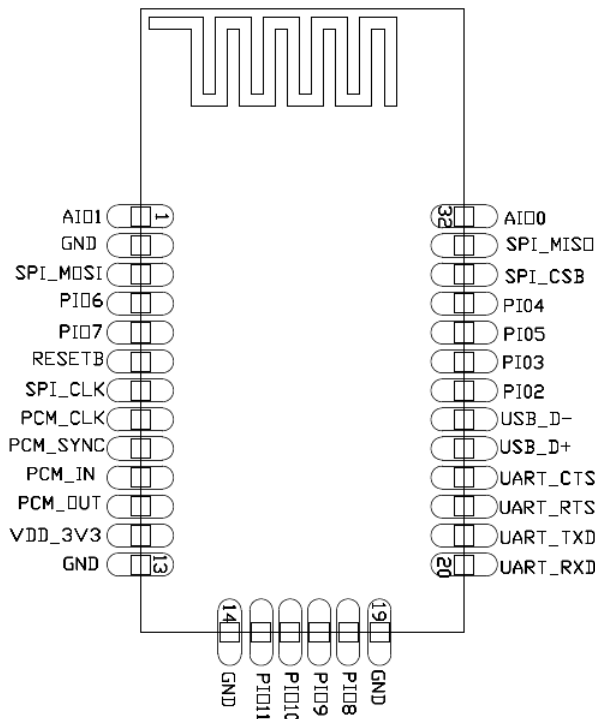 AIO1
GND
SPI_MOSI
PIO6
PIO7
RESETB
SPI_CLK
PCM_CLK
PCM_SYNC
PCM_IN
PCM_OUT
VDD_3V3
GND
1
13
14
19
GND
PIO11
PIO10
PIO9
PIO8
GND
32
20
AIO0
SPI_MISO
SPI_CSB
PIO4
PIO5
PIO3
PIO2
USB_D-
USB_D+
UART_CTS
UART_RTS
UART_TXD
UART_RXD